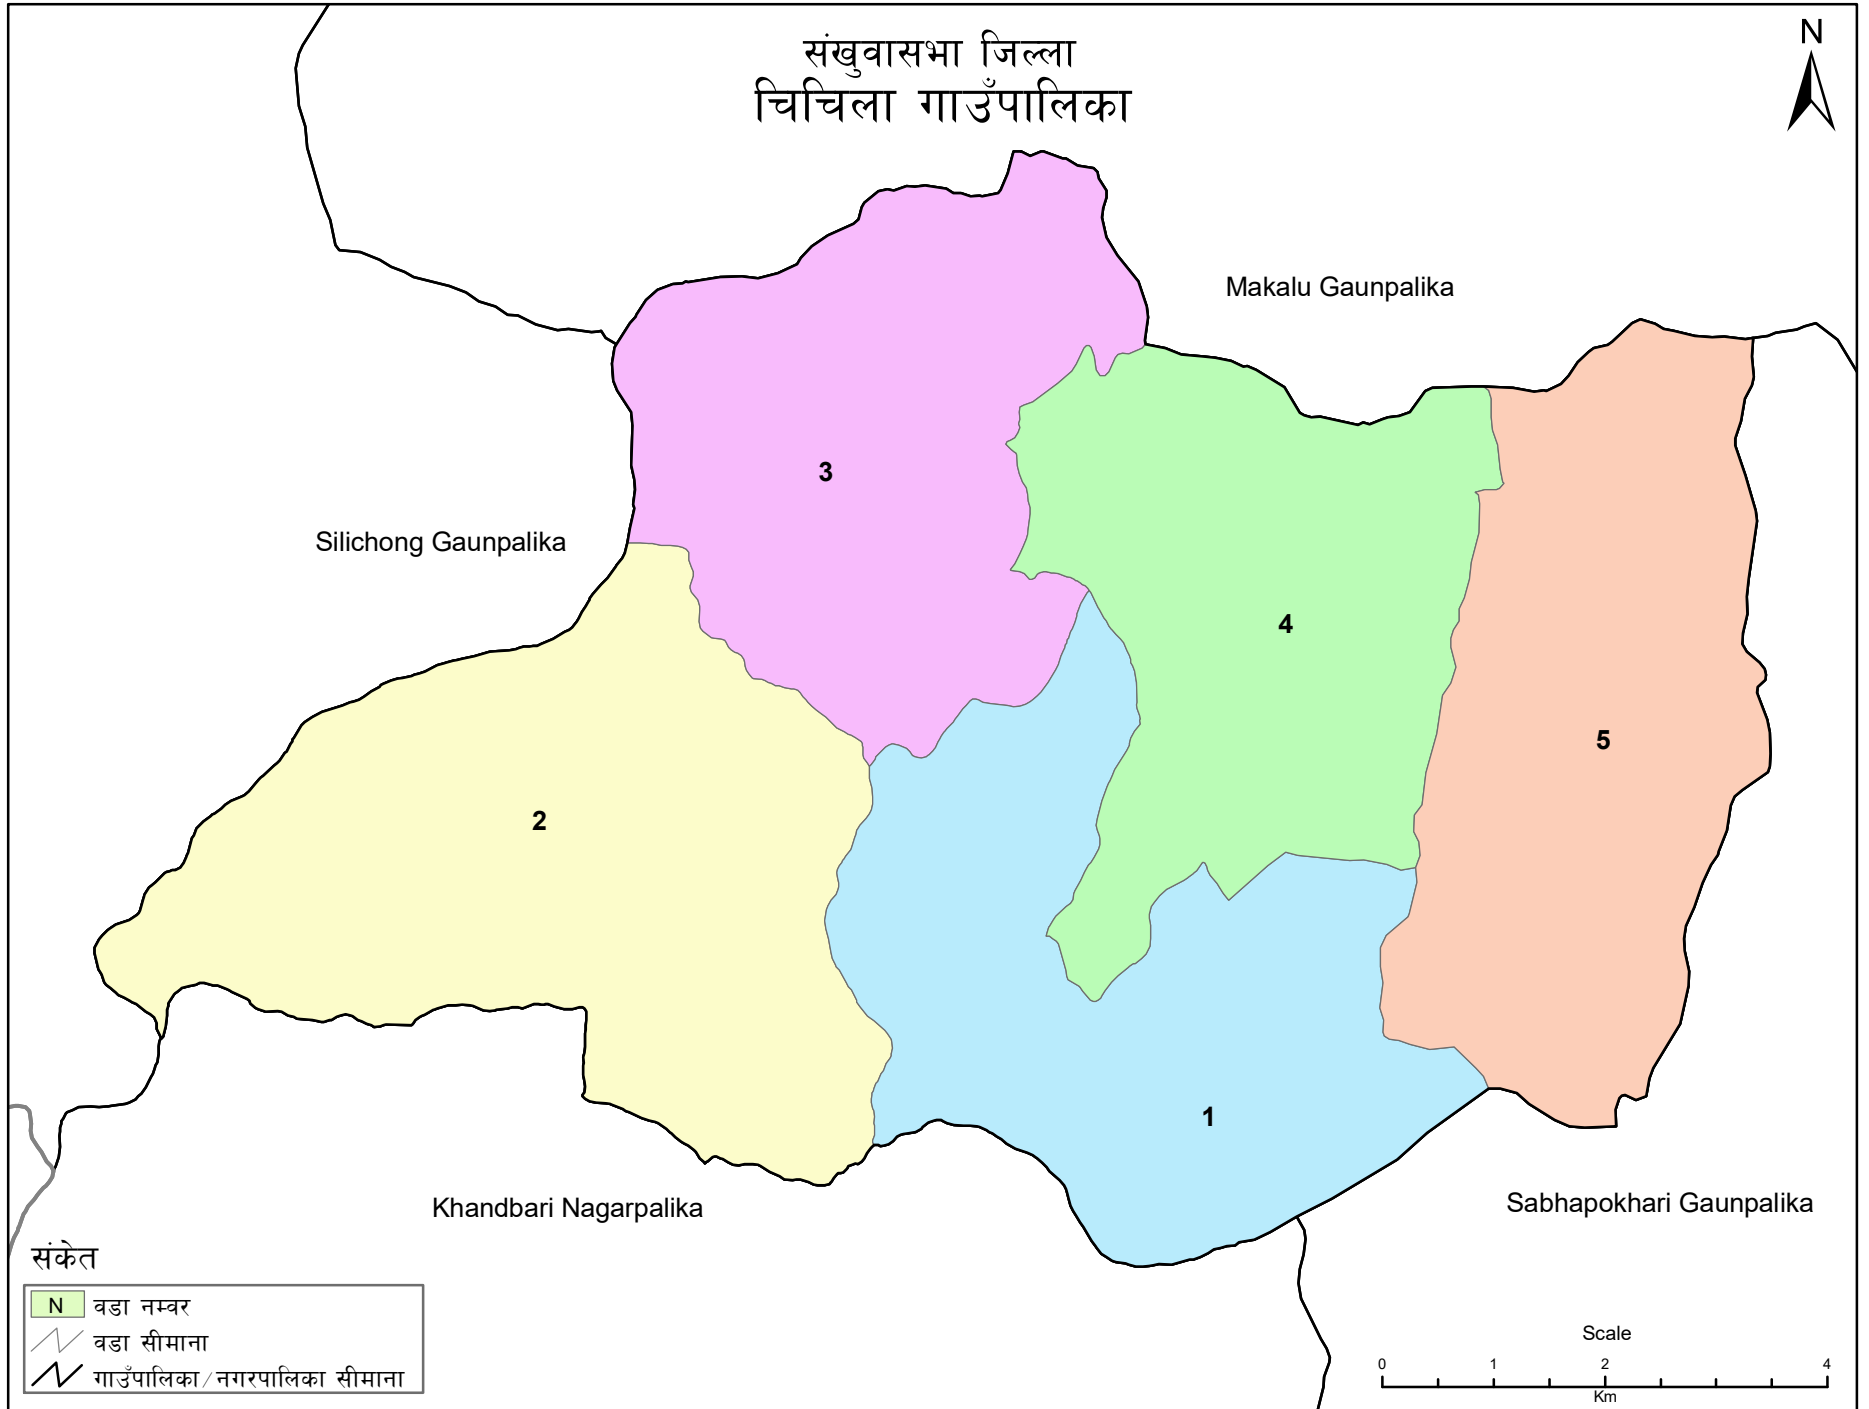 संखुवासभा जिल्ला
चिचिला गाउँपालिका
N
Makalu Gaunpalika
3
Silichong Gaunpalika
4
5
2
1
Khandbari Nagarpalika
Sabhapokhari Gaunpalika
संकेत
N वडा नम्वर
वडा सीमाना
गाउँपालिका/नगरपालिका सीमाना
Scale
0 1 2 4
Km